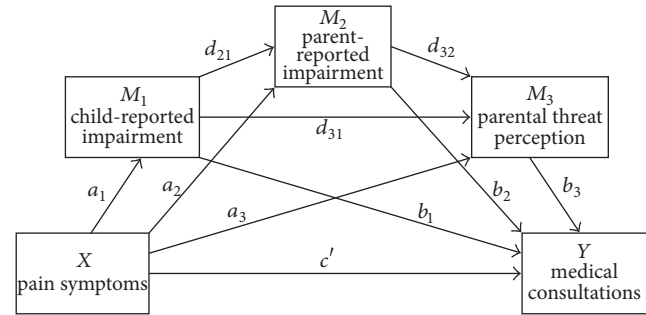 M2
parent-
reported
impairment
d21
d32
M1
child-reported
impairment
M3
parental threat
perception
d31
a1
a2
a3
b1
b2
b3
X
pain symptoms
c′
Y
medical
consultations